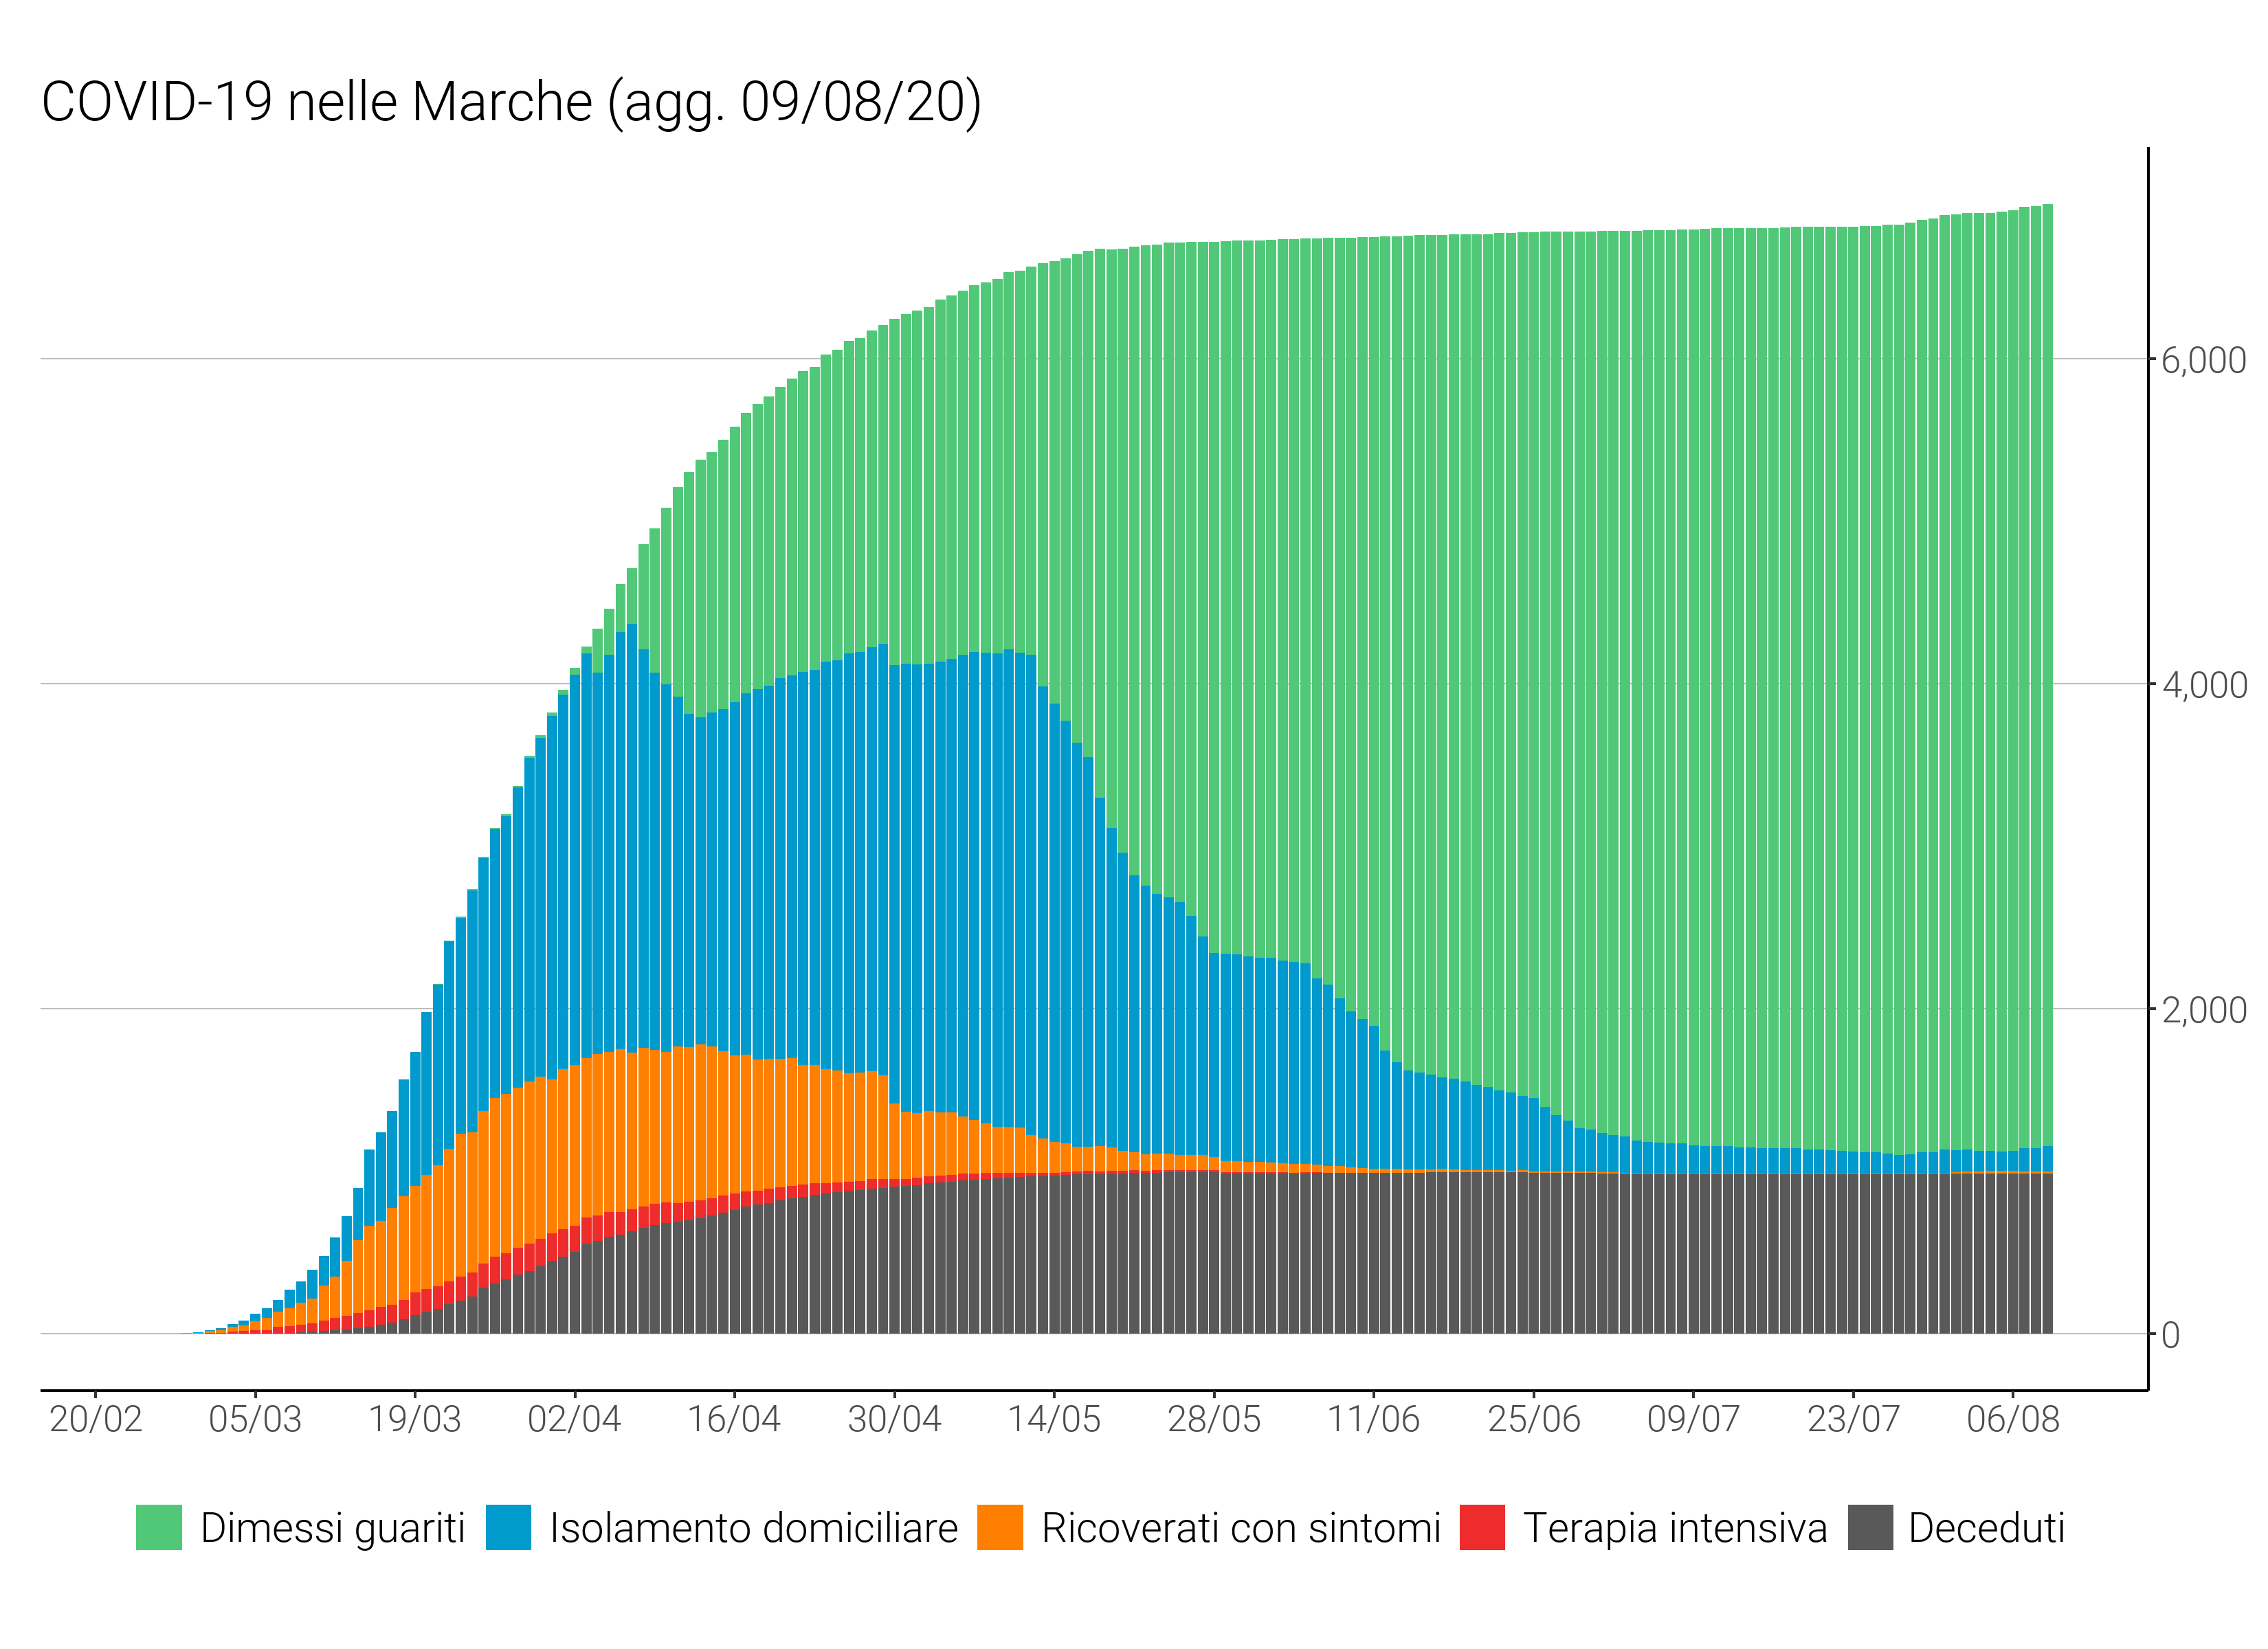 COVID-19 nelle Marche (agg. 09/08/20)
6,000
4,000
2,000
0
20/02 05/03 19/03 02/04 16/04 30/04 14/05 28/05 11/06 25/06 09/07 23/07 06/08
Dimessi guariti Isolamento domiciliare Ricoverati con sintomi Terapia intensiva Deceduti